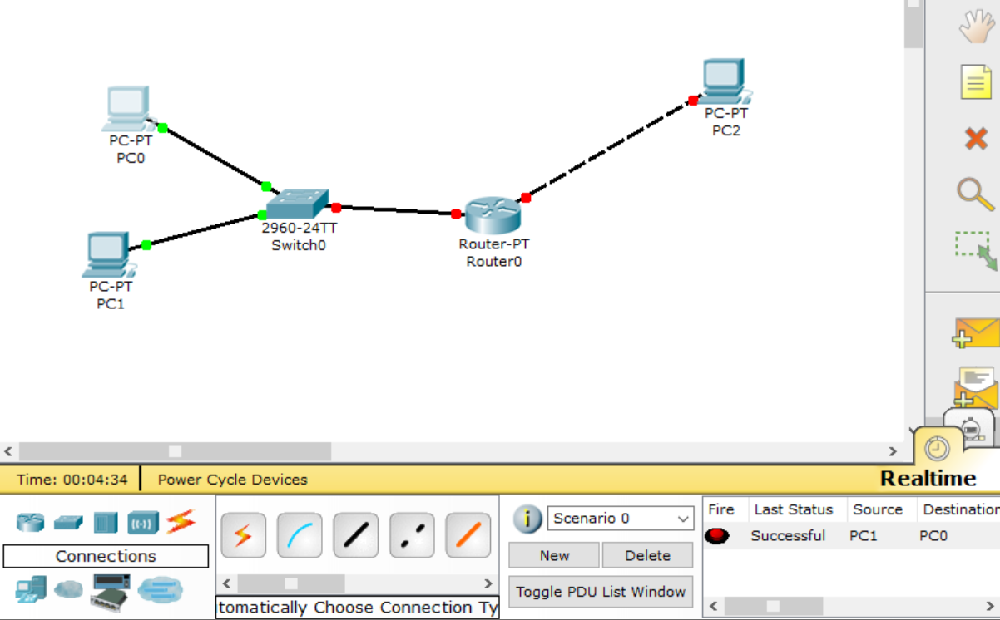 PC-PT
PC0
PC-PT
PC1
2960-24TT
Switch0
Router-PT
Router0
PC-PT
PC2
Time: 00:04:34
Power Cycle Devices
Realtime
Connections
tomatically Choose Connection Ty
i
Scenario 0
New
Delete
Toggle PDU List Window
Fire Last Status Source Destination
Successful PC1 PC0